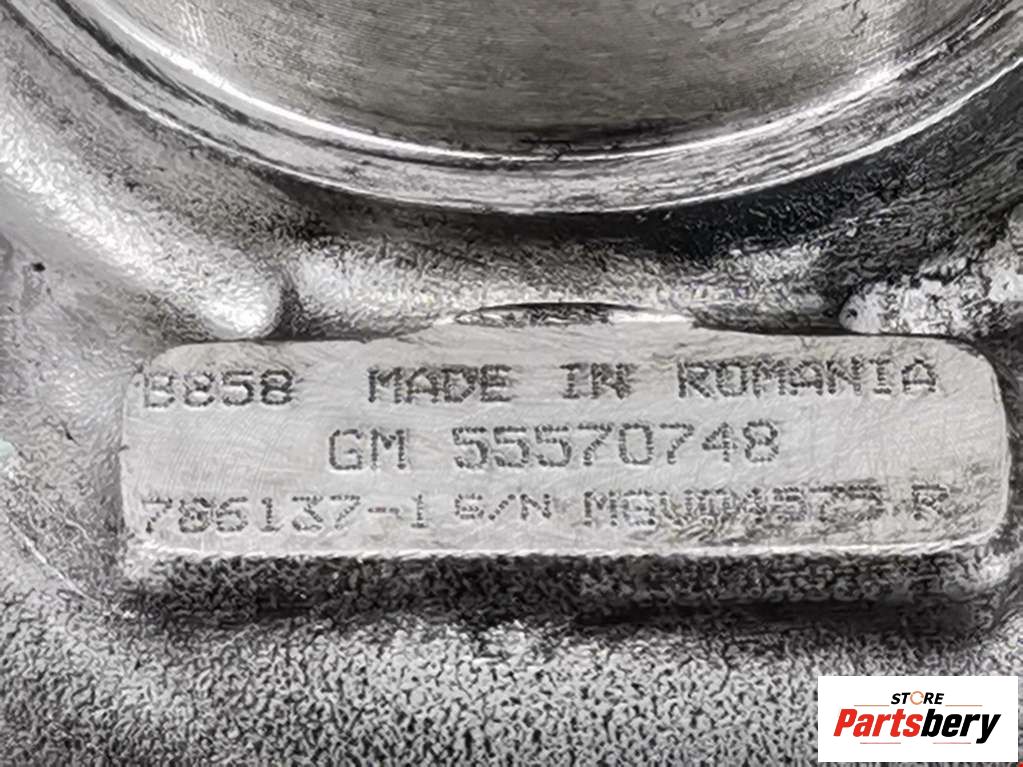 B858 MADE IN ROMANIA
GM 55570748
786137-1 S/N R
STORE
Partsbery